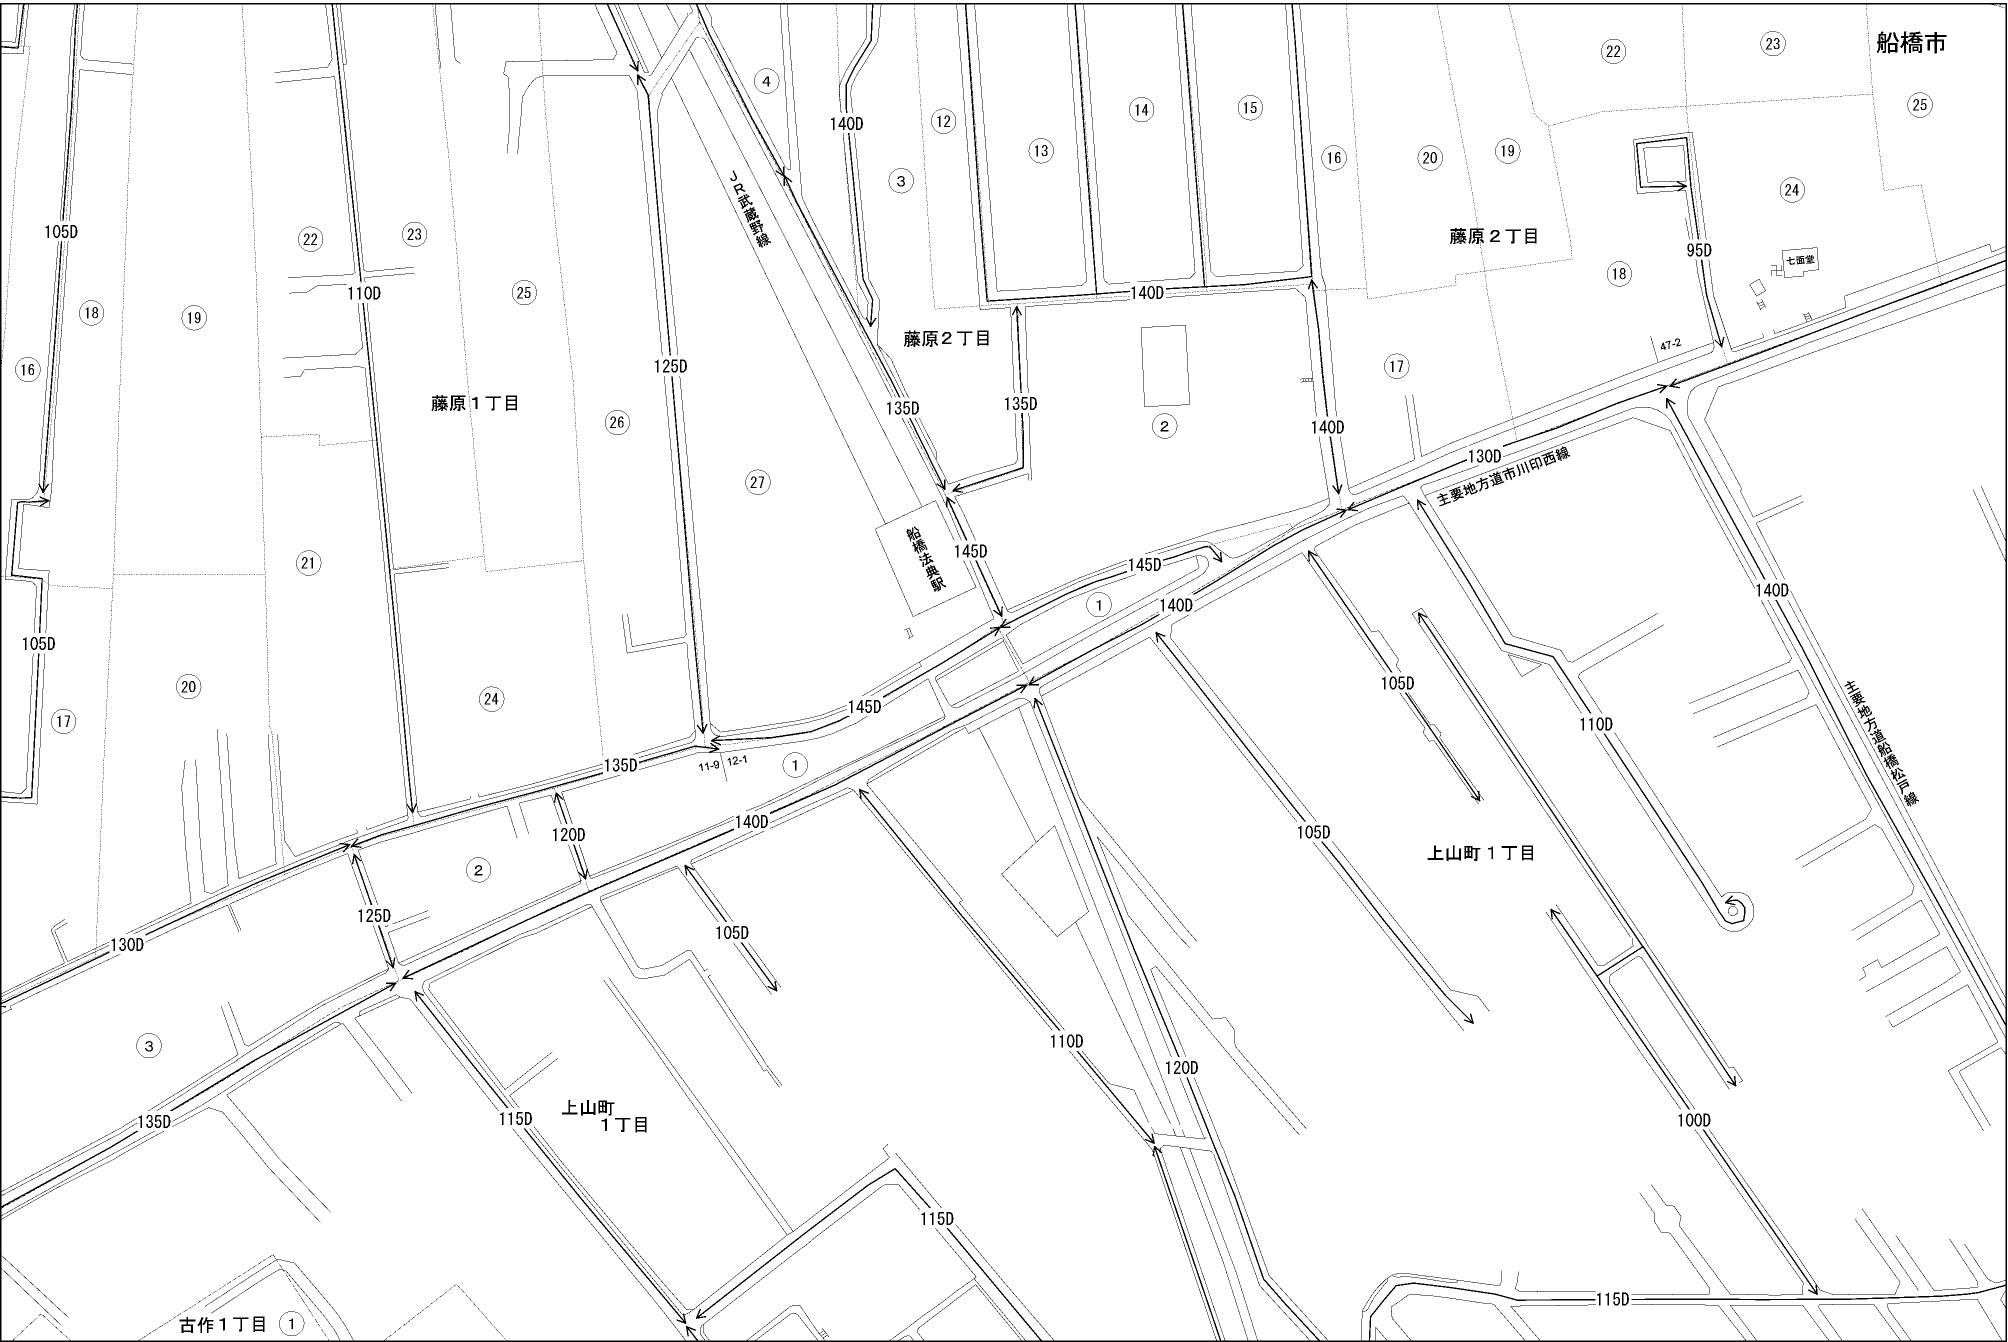 船橋市
22
23
4
25
15
14
12
140D
13
16
20
19
3
24
JR武蔵野線
105D
23
22
藤原2丁目
95D
七面堂
18
25
110D
140D
18
19
藤原2丁目
47-2
16
125D
17
藤原1丁目
135D
135D
26
2
140D
130D
主要地方道市川印西線
27
船橋法典駅
145D
21
145D
140D
1
140D
105D
105D
20
24
主要地方道船橋松戸線
17
145D
110D
135D
11-9
12-1
1
140D
120D
105D
上山町1丁目
2
125D
105D
130D
3
110D
120D
上山町
1丁目
115D
135D
100D
115D
115D
古作1丁目
1